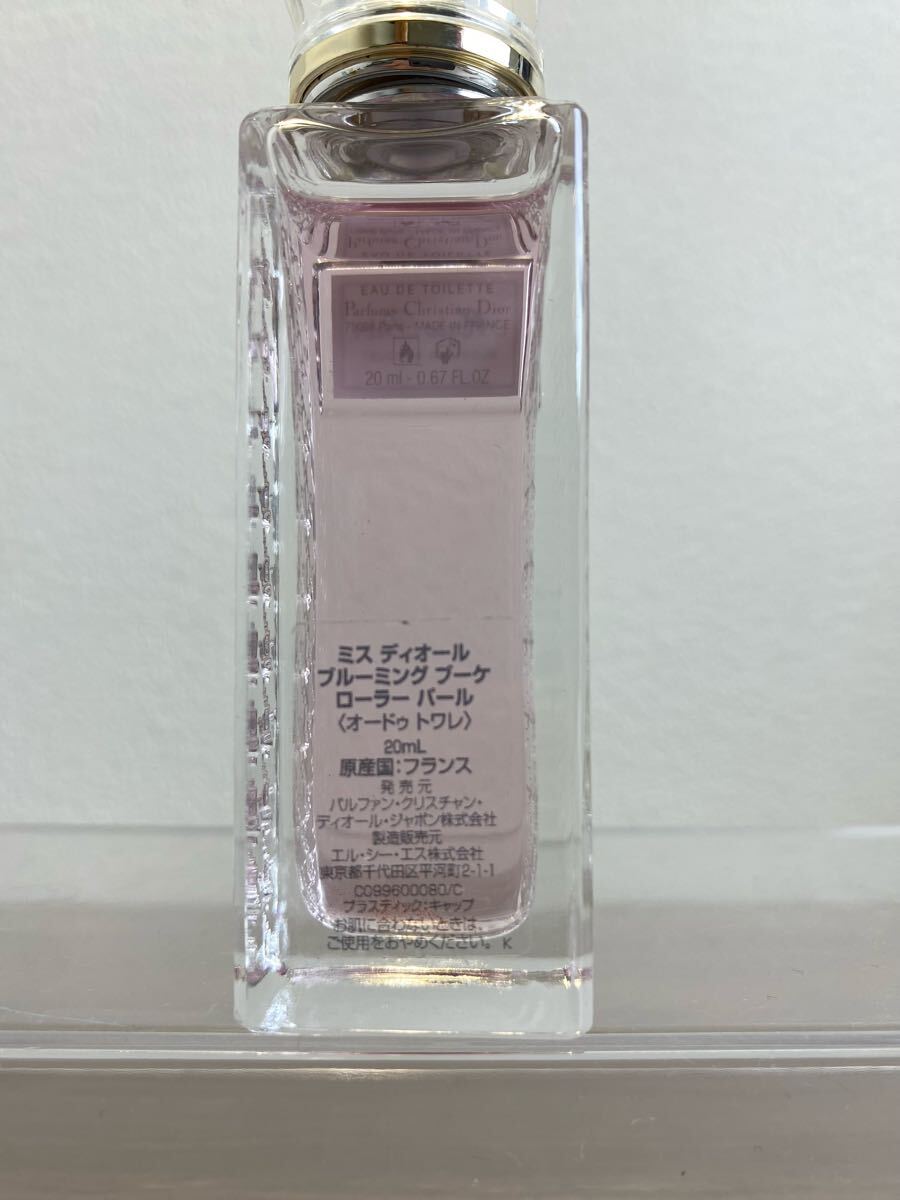 EAU DE TOILETTE
Parfums Christian Dior
75008 Paris - MADE IN FRANCE
20 ml - 0.67 FL.OZ
ミス ディオール
ブルーミング ブーケ
ローラー パール
〈オードゥ トワレ〉
20mL
原産国：フランス
発売元
パルファン・クリスチャン・
ディオール・ジャポン株式会社
製造販売元
エル・シー・エス株式会社
東京都千代田区平河町2-1-1
C099600080/C
プラスティック：キャップ
お肌に合わないときは、
ご使用をおやめください。 K